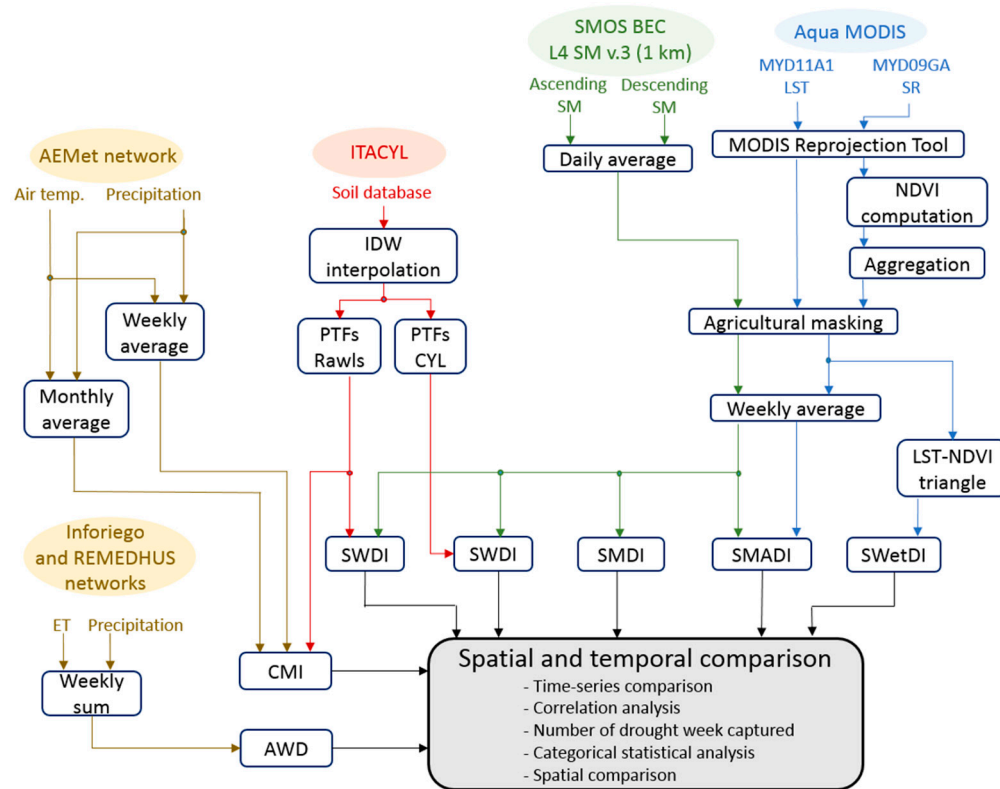 SMOS BEC
L4 SM v.3 (1 km)
Aqua MODIS
Ascending
SM
Descending
SM
MYD11A1
LST
MYD09GA
SR
AEMet network
ITACYL
Daily average
MODIS Reprojection Tool
Air temp.
Precipitation
Soil database
NDVI
computation
IDW
interpolation
Aggregation
Weekly
average
PTFs
Rawls
PTFs
CYL
Agricultural masking
Monthly
average
Weekly average
LST-NDVI
triangle
Inforiego
and REMEDHUS
networks
SWDI
SWDI
SMDI
SMADI
SWetDI
ET
Precipitation
Weekly
sum
CMI
AWD
Spatial and temporal comparison
- Time-series comparison
- Correlation analysis
- Number of drought week captured
- Categorical statistical analysis
- Spatial comparison